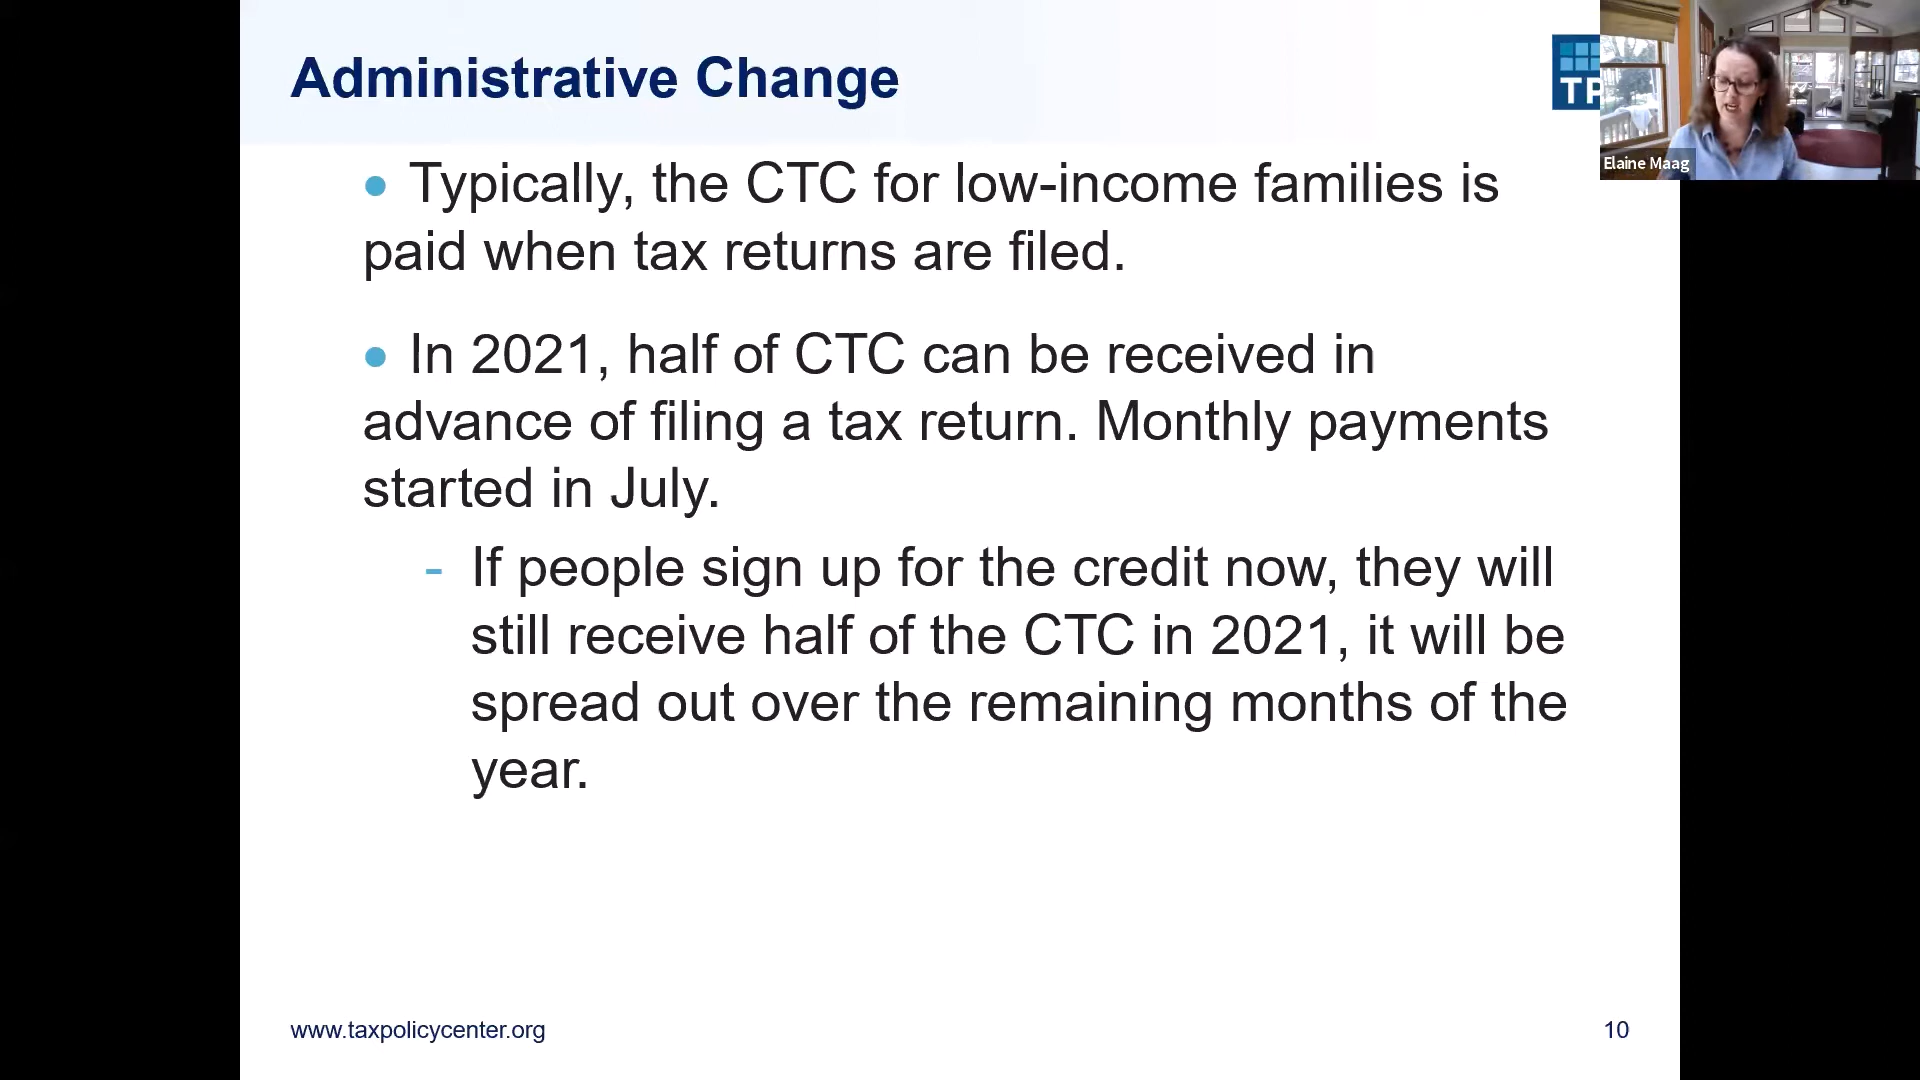 Administrative Change
TP
Elaine Maag
• Typically, the CTC for low-income families is
paid when tax returns are filed.
• In 2021, half of CTC can be received in
advance of filing a tax return. Monthly payments
started in July.
- If people sign up for the credit now, they will
still receive half of the CTC in 2021, it will be
spread out over the remaining months of the
year.
www.taxpolicycenter.org
10